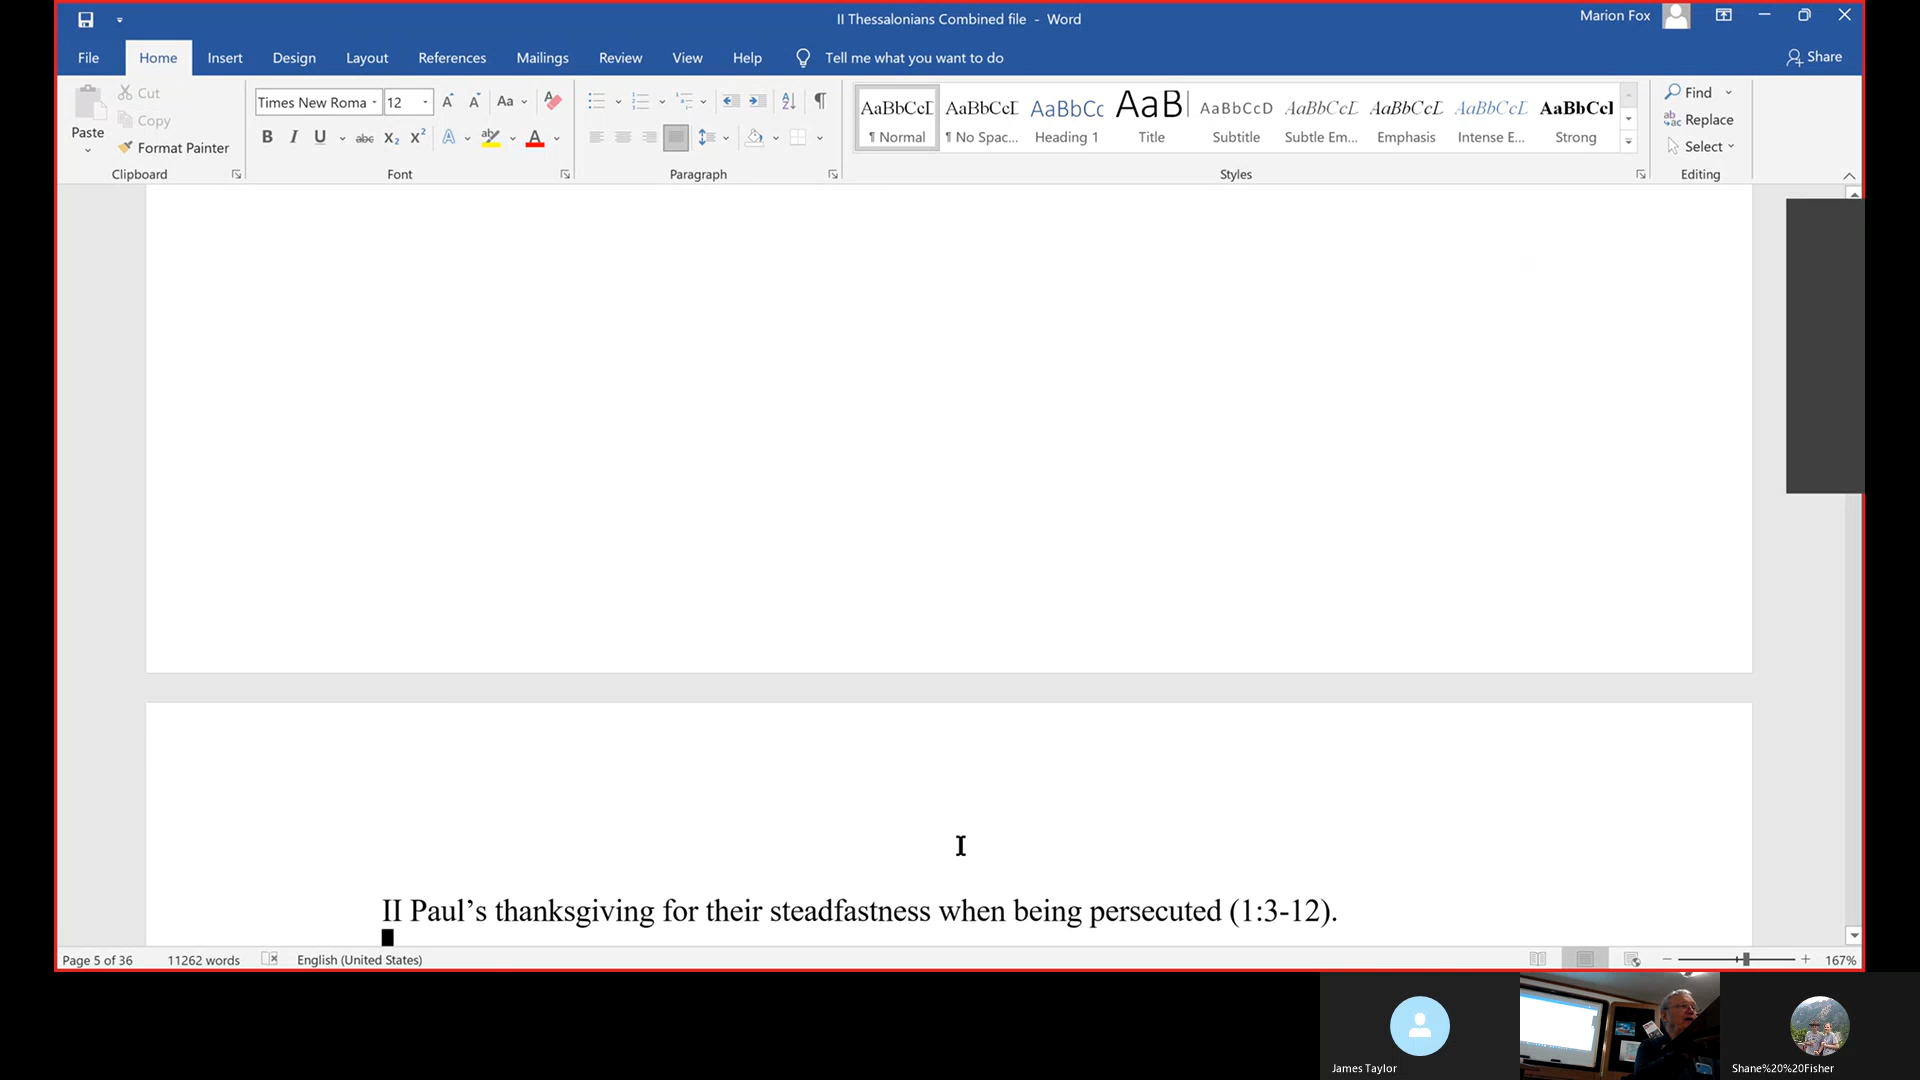 II Thessalonians Combined file - Word
Marion Fox
File Home Insert Design Layout References Mailings Review View Help Tell me what you want to do
Share
Paste
Cut
Copy
Format Painter
Clipboard
Times New Roma 12
Aa
B I U abc X₂ X²
Font
Paragraph
AaBbCcI AaBbCcI AaBbCc AaB AaBbCcD AaBbCcL AaBbCcL AaBbCcL AaBbCcl
¶ Normal ¶ No Spac... Heading 1 Title Subtitle Subtle Em... Emphasis Intense E... Strong
Styles
Find
Replace
Select
Editing
II Paul’s thanksgiving for their steadfastness when being persecuted (1:3-12).
Page 5 of 36 11262 words English (United States)
167%
James Taylor
Shane%20%20Fisher